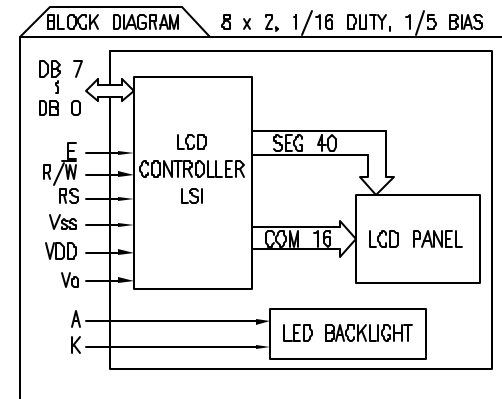 BLOCK DIAGRAM 8 x 2, 1/16 DUTY, 1/5 BIAS
DB 7
DB 0
E
R/W
RS
Vss
VDD
Vo
A
K
LCD
CONTROLLER
LSI
SEG 40
COM 16
LCD PANEL
LED BACKLIGHT